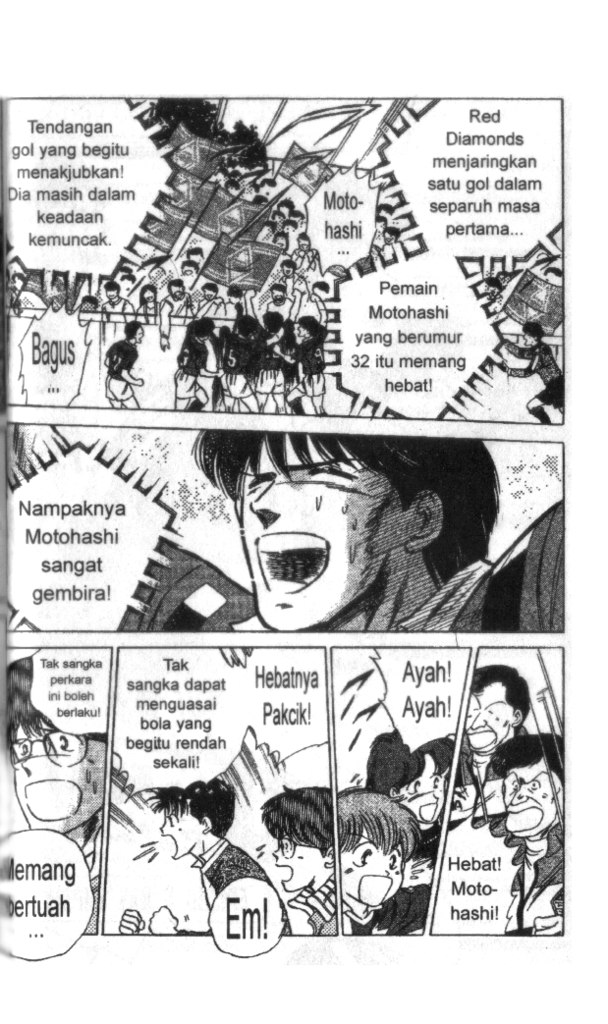 Tendangan
gol yang begitu
menakjubkan!
Dia masih dalam
keadaan
kemuncak.
Moto-
hashi
...
Red
Diamonds
menjaringkan
satu gol dalam
separuh masa
pertama...
Bagus
...
Pemain
Motohashi
yang berumur
32 itu memang
hebat!
Nampaknya
Motohashi
sangat
gembira!
Tak sangka
perkara
ini boleh
berlaku!
Memang
bertuah
...
Tak
sangka dapat
menguasai
bola yang
begitu rendah
sekali!
Hebatnya
Pakcik!
Em!
Ayah!
Ayah!
Hebat!
Moto-
hashi!